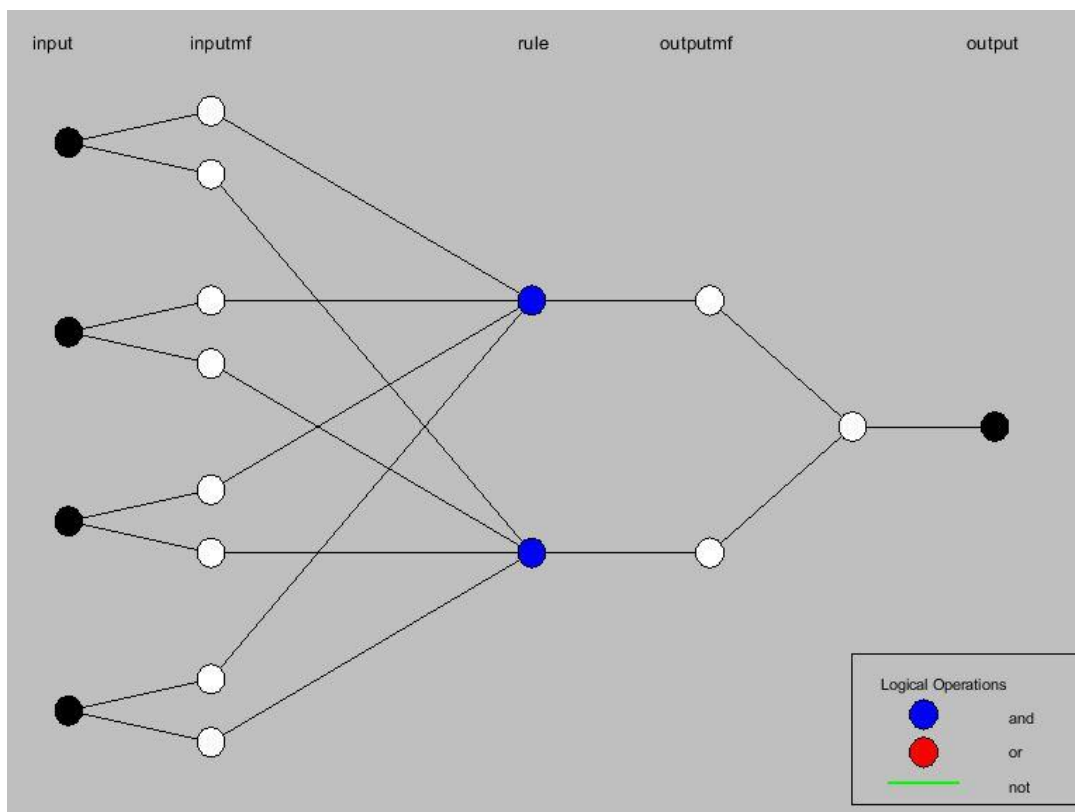 input inputmf rule outputmf output
Logical Operations
and
or
not